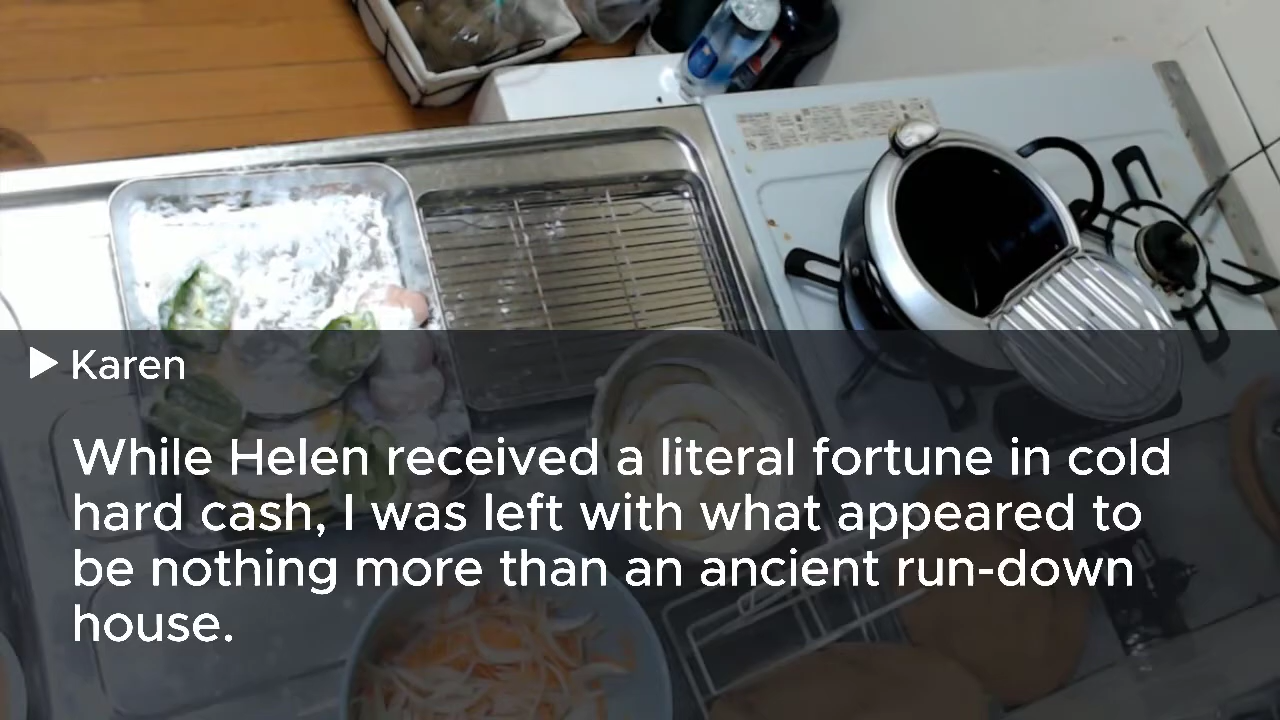 Karen
While Helen received a literal fortune in cold
hard cash, I was left with what appeared to
be nothing more than an ancient run-down
house.